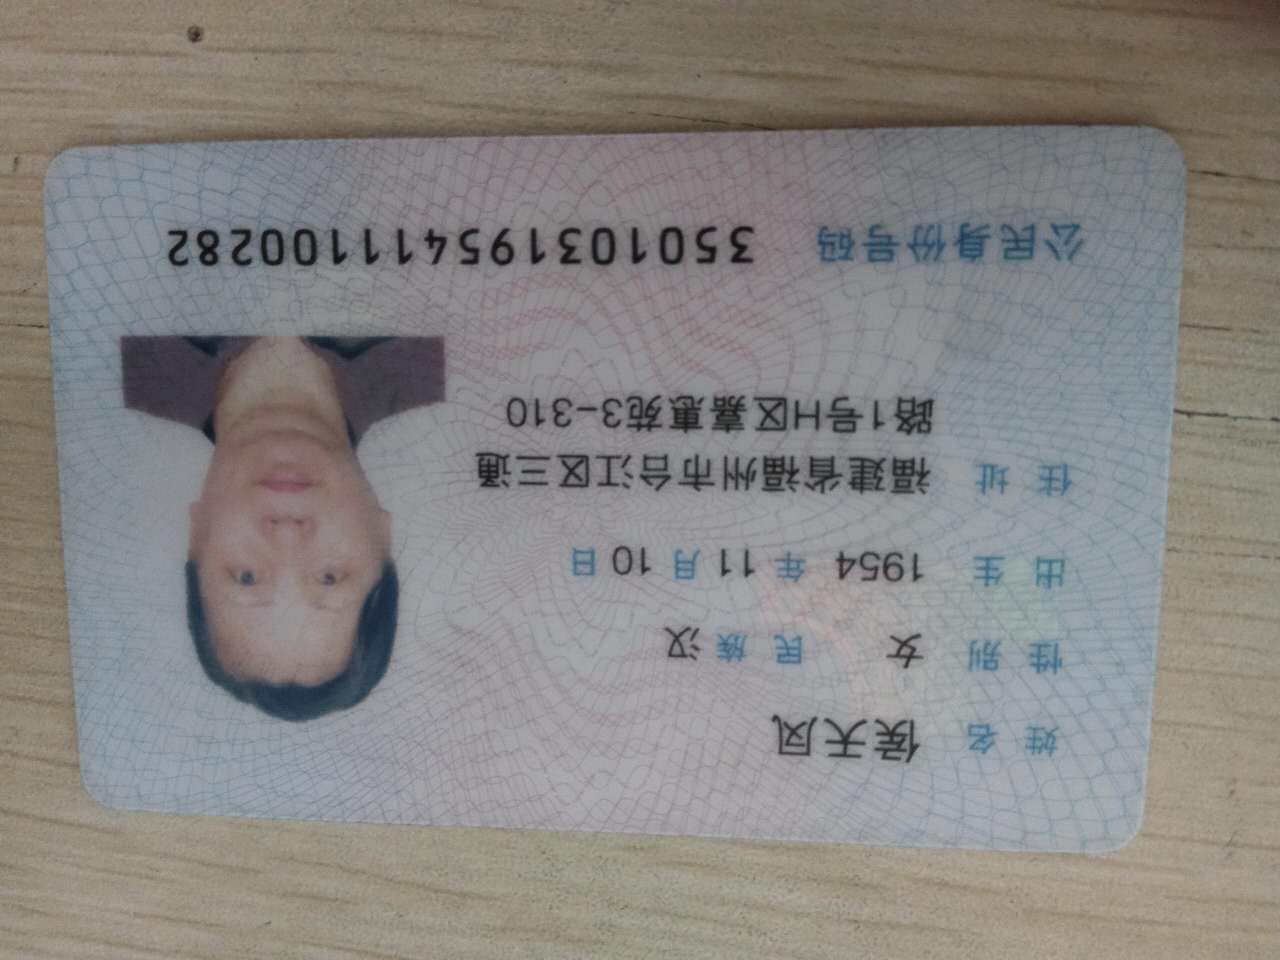 姓名 侯天凤
性别 女 民族 汉
出生 1954 年 11 月 10 日
住址 福建省福州市台江区三通
路1号H区嘉惠苑3-310
公民身份号码 350103195411100282